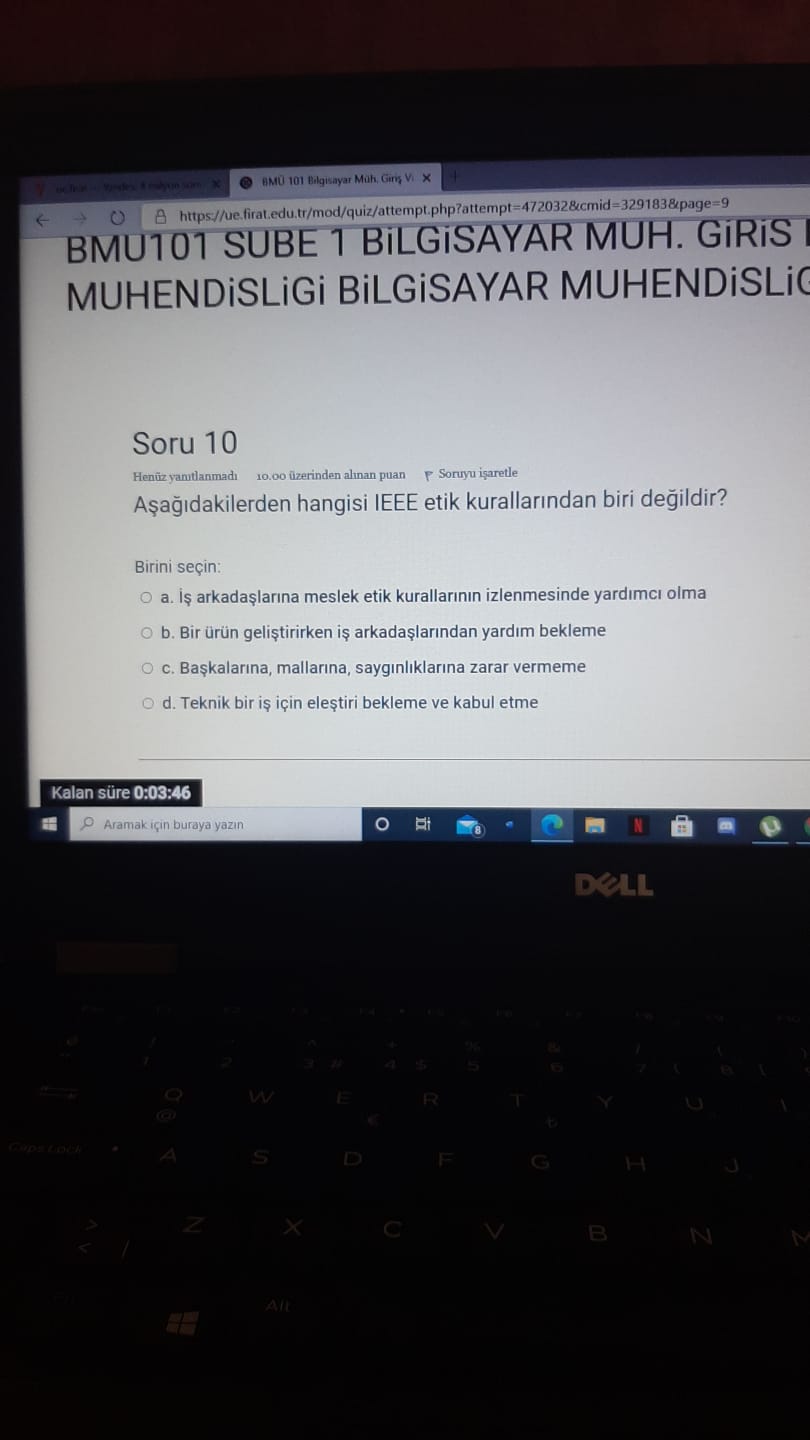 BMÜ 101 Bilgisayar Müh. Giriş Vi
https://ue.firat.edu.tr/mod/quiz/attempt.php?attempt=472032&cmid=329183&page=9
BMU101 SUBE 1 BiLGiSAYAR MUH. GiRiS
MUHENDiSLiGi BiLGiSAYAR MUHENDiSLiG
Soru 10
Henüz yanıtlanmadı 10.00 üzerinden alınan puan Soruyu işaretle
Aşağıdakilerden hangisi IEEE etik kurallarından biri değildir?
Birini seçin:
a. İş arkadaşlarına meslek etik kurallarının izlenmesinde yardımcı olma
b. Bir ürün geliştirirken iş arkadaşlarından yardım bekleme
c. Başkalarına, mallarına, saygınlıklarına zarar vermeme
d. Teknik bir iş için eleştiri bekleme ve kabul etme
Kalan süre 0:03:46
Aramak için buraya yazın
8
N
DELL
Q W E R T Y U I
@ €
Caps Lock A S D F G H J
> Z X C V B N M
<
Alt